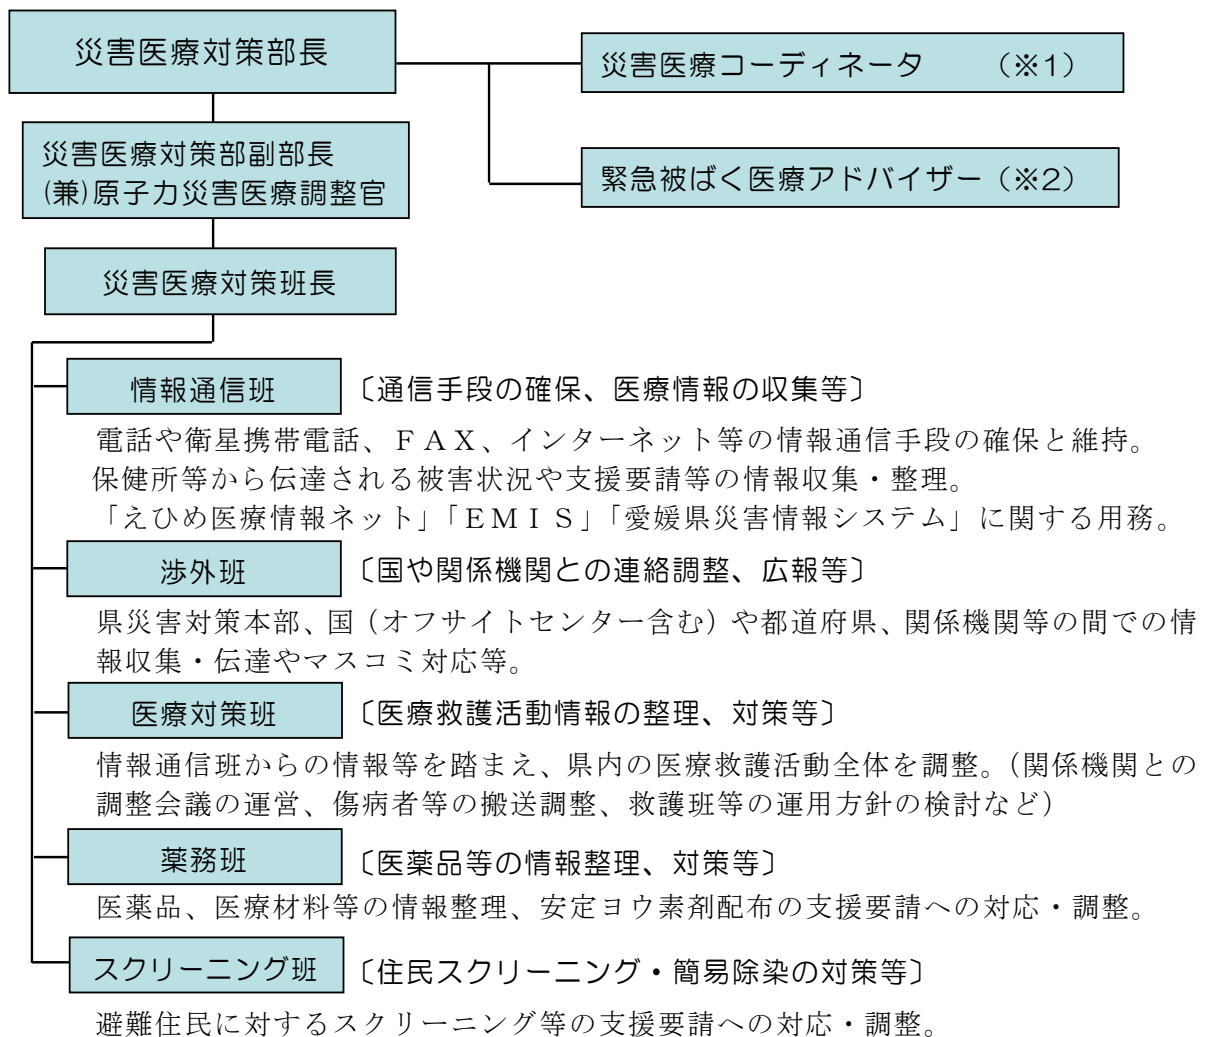 災害医療対策部長
災害医療コーディネータ　　（※1）
災害医療対策部副部長
(兼)原子力災害医療調整官
緊急被ばく医療アドバイザー（※2）
災害医療対策班長
情報通信班　〔通信手段の確保、医療情報の収集等〕
電話や衛星携帯電話、ＦＡＸ、インターネット等の情報通信手段の確保と維持。
保健所等から伝達される被害状況や支援要請等の情報収集・整理。
「えひめ医療情報ネット」「ＥＭＩＳ」「愛媛県災害情報システム」に関する用務。
渉外班　〔国や関係機関との連絡調整、広報等〕
県災害対策本部、国（オフサイトセンター含む）や都道府県、関係機関等の間での情
報収集・伝達やマスコミ対応等。
医療対策班　〔医療救護活動情報の整理、対策等〕
情報通信班からの情報等を踏まえ、県内の医療救護活動全体を調整。（関係機関との
調整会議の運営、傷病者等の搬送調整、救護班等の運用方針の検討など）
薬務班　〔医薬品等の情報整理、対策等〕
医薬品、医療材料等の情報整理、安定ヨウ素剤配布の支援要請への対応・調整。
スクリーニング班　〔住民スクリーニング・簡易除染の対策等〕
避難住民に対するスクリーニング等の支援要請への対応・調整。